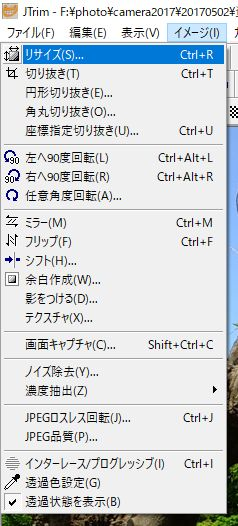 JTrim - F:¥photo¥camera2017¥20170502¥
ファイル(F) 編集(E) 表示(V) イメージ(I)
リサイズ(S)... Ctrl+R
切り抜き(T) Ctrl+T
円形切り抜き(E)...
角丸切り抜き(O)...
座標指定切り抜き(U)... Ctrl+U
左へ90度回転(L) Ctrl+Alt+L
右へ90度回転(R) Ctrl+Alt+R
任意角度回転(A)...
ミラー(M) Ctrl+M
フリップ(F) Ctrl+F
シフト(H)...
余白作成(W)...
影をつける(D)...
テクスチャ(X)...
画面キャプチャ(C)... Shift+Ctrl+C
ノイズ除去(Y)...
濃度抽出(Z)
JPEGロスレス回転(J)... Ctrl+J
JPEG品質(P)...
インターレース/プログレッシブ(I) Ctrl+I
透過色設定(G)
透過状態を表示(B)